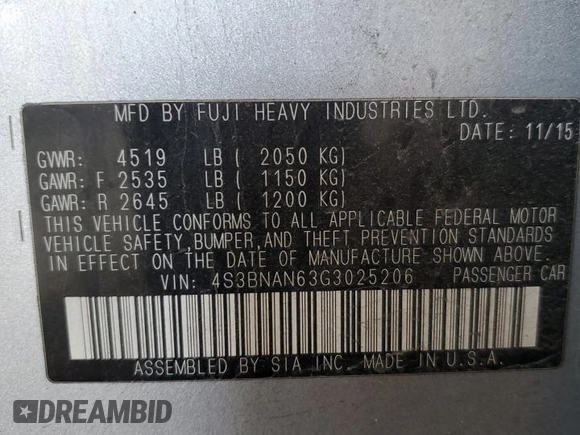 MFD BY FUJI HEAVY INDUSTRIES LTD.
DATE: 11/15
GVWR: 4519 LB ( 2050 KG)
GAWR: F 2535 LB ( 1150 KG)
GAWR: R 2645 LB ( 1200 KG)
THIS VEHICLE CONFORMS TO ALL APPLICABLE FEDERAL MOTOR
VEHICLE SAFETY,BUMPER,AND THEFT PREVENTION STANDARDS
IN EFFECT ON THE DATE OF MANUFACTURE SHOWN ABOVE.
VIN: 4S3BNAN63G3025206 PASSENGER CAR
ASSEMBLED BY SIA INC. MADE IN U.S.A.
DREAMBID